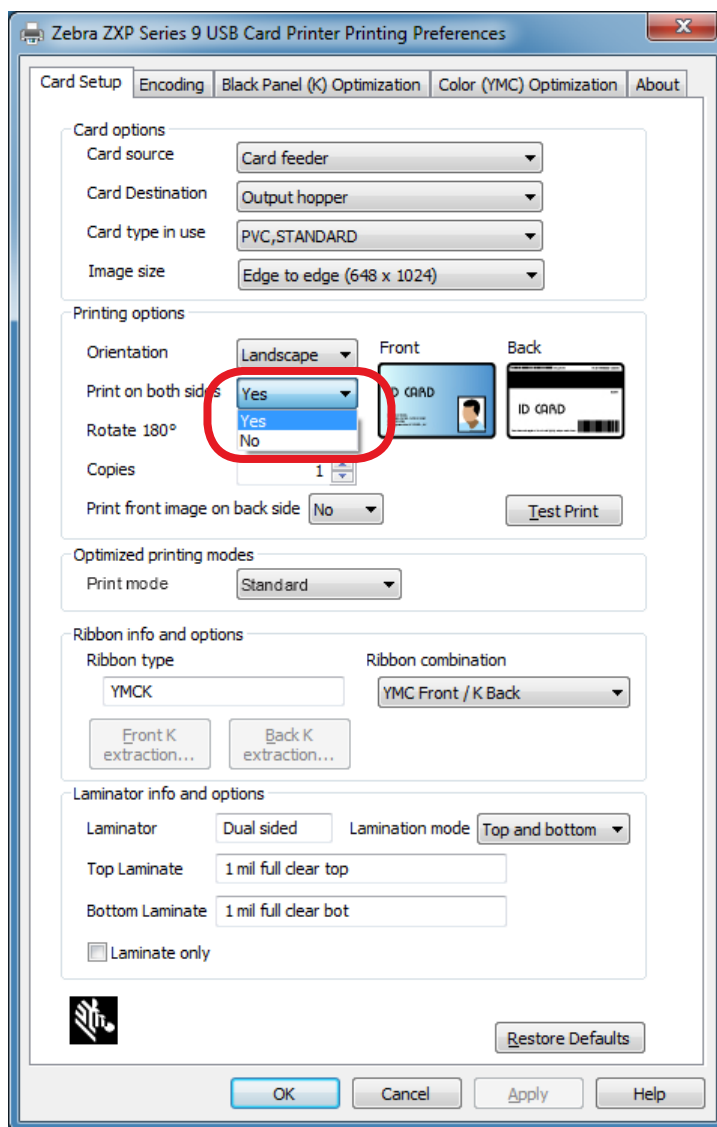 Zebra ZXP Series 9 USB Card Printer Printing Preferences
Card Setup Encoding Black Panel (K) Optimization Color (YMC) Optimization About
Card options
Card source Card feeder
Card Destination Output hopper
Card type in use PVC,STANDARD
Image size Edge to edge (648 x 1024)
Printing options
Orientation Landscape Front Back
Print on both sides Yes
ID CARD
ID CARD
Yes
Rotate 180°
No
Copies 1
Print front image on back side No Test Print
Optimized printing modes
Print mode Standard
Ribbon info and options
Ribbon type Ribbon combination
YMCK YMC Front / K Back
Front K extraction... Back K extraction...
Laminator info and options
Laminator Dual sided Lamination mode Top and bottom
Top Laminate 1 mil full clear top
Bottom Laminate 1 mil full clear bot
Laminate only
Restore Defaults
OK Cancel Apply Help